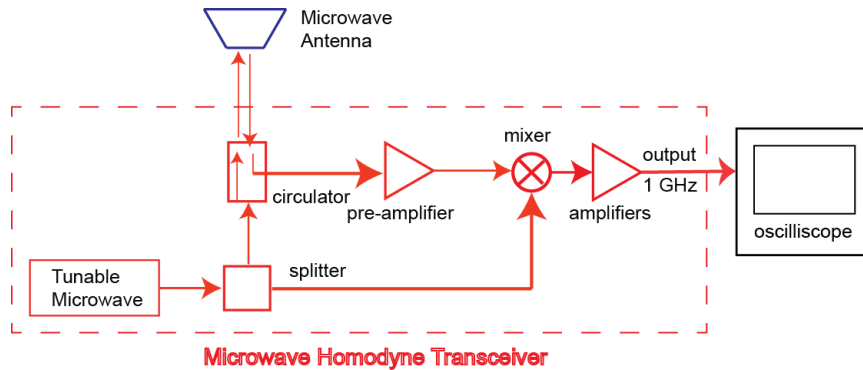 Microwave
Antenna
mixer
output
1 GHz
circulator
pre-amplifier
amplifiers
oscilliscope
splitter
Tunable
Microwave
Microwave Homodyne Transceiver